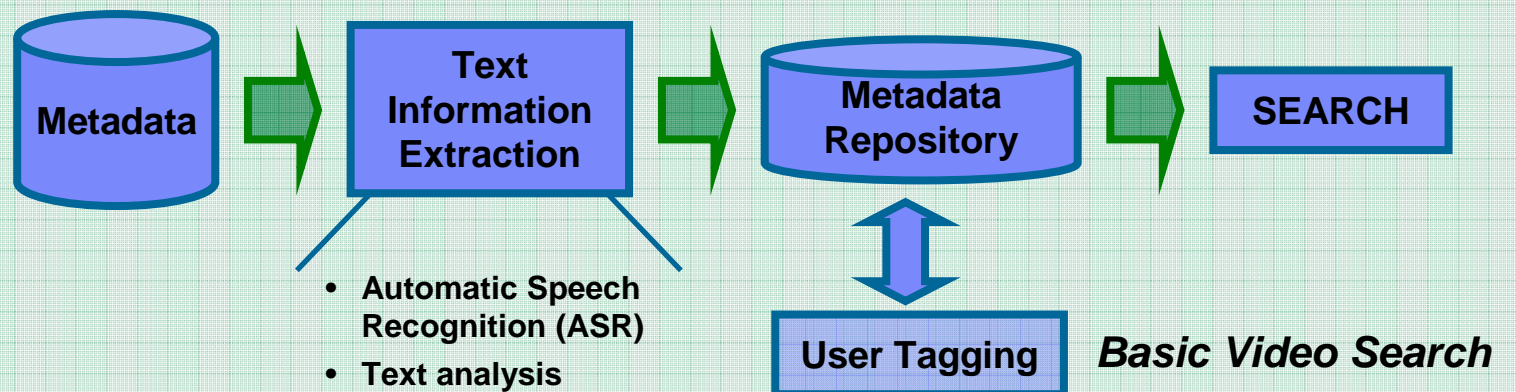 Metadata
Text
Information
Extraction
Metadata
Repository
SEARCH
• Automatic Speech
Recognition (ASR)
• Text analysis
User Tagging
Basic Video Search